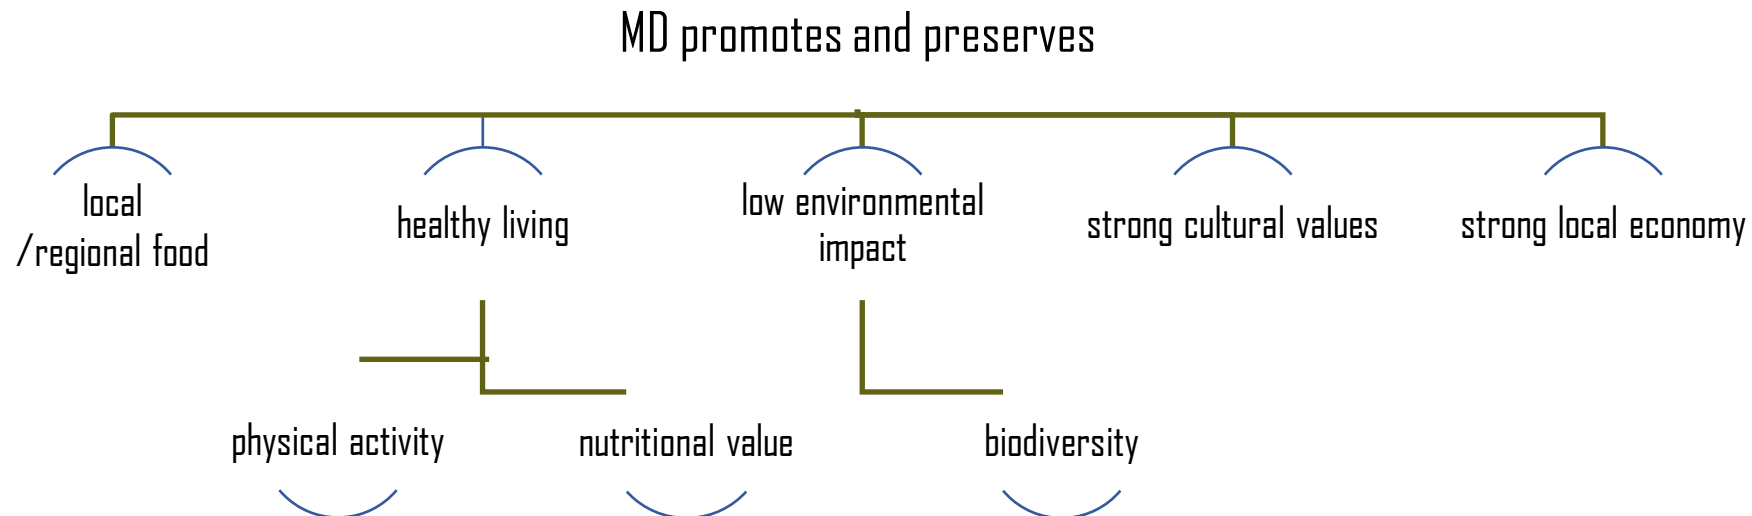 MD promotes and preserves
local
/regional food
healthy living
low environmental
impact
strong cultural values
strong local economy
physical activity
nutritional value
biodiversity